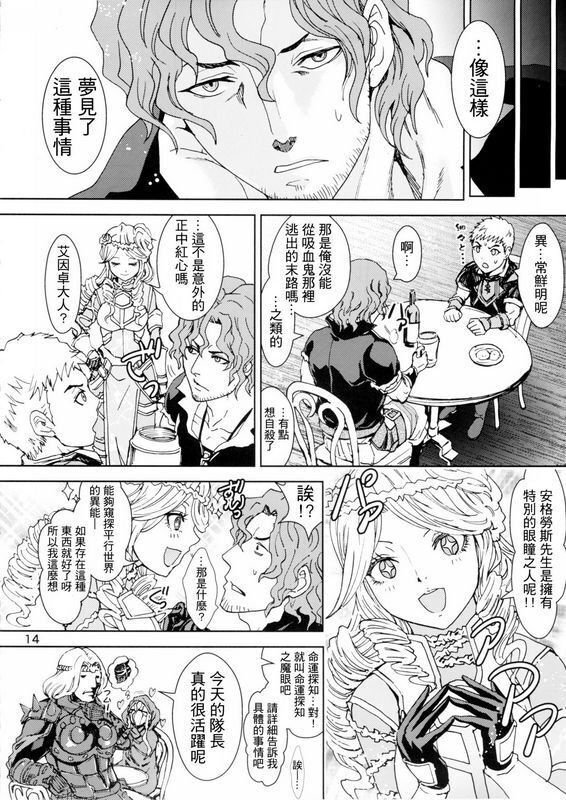 …像這樣
夢見了
這種事情
異…常鮮明呢
啊…
那是俺沒能
從吸血鬼那裡
逃出的末路嗎…
…之類的
…有點
想自殺了
…這不是意外的
正中紅心嗎
艾因卓大人？
安格勞斯先生是擁有
特別的眼瞳之人呢!!
誒!?
能夠窺探平行世界
的異能—
如果存在這種
東西就好了呀
所以我這麼想
…那是什麼？
命運探知…對！
就叫命運探知
之魔眼吧
請詳細告訴我
具體的事情吧
誒—
今天的隊長
真的很活躍呢
14